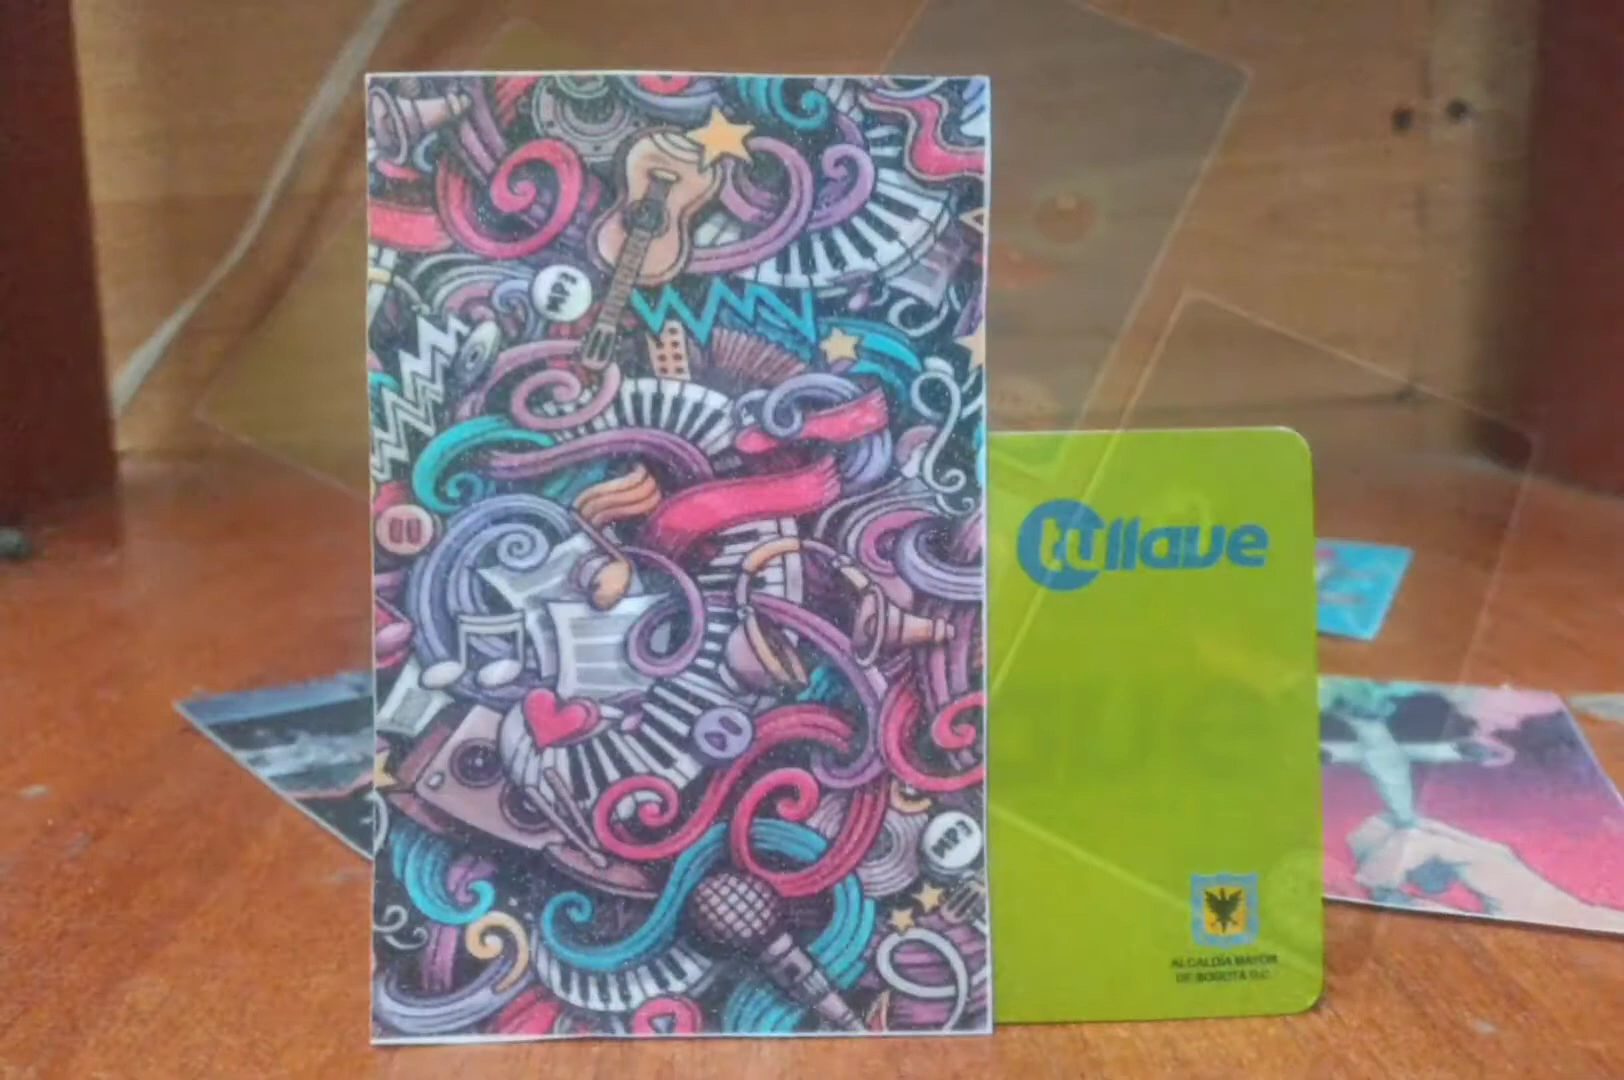 MP3
tullave
MP3
ALCALDÍA MAYOR
DE BOGOTÁ D.C.